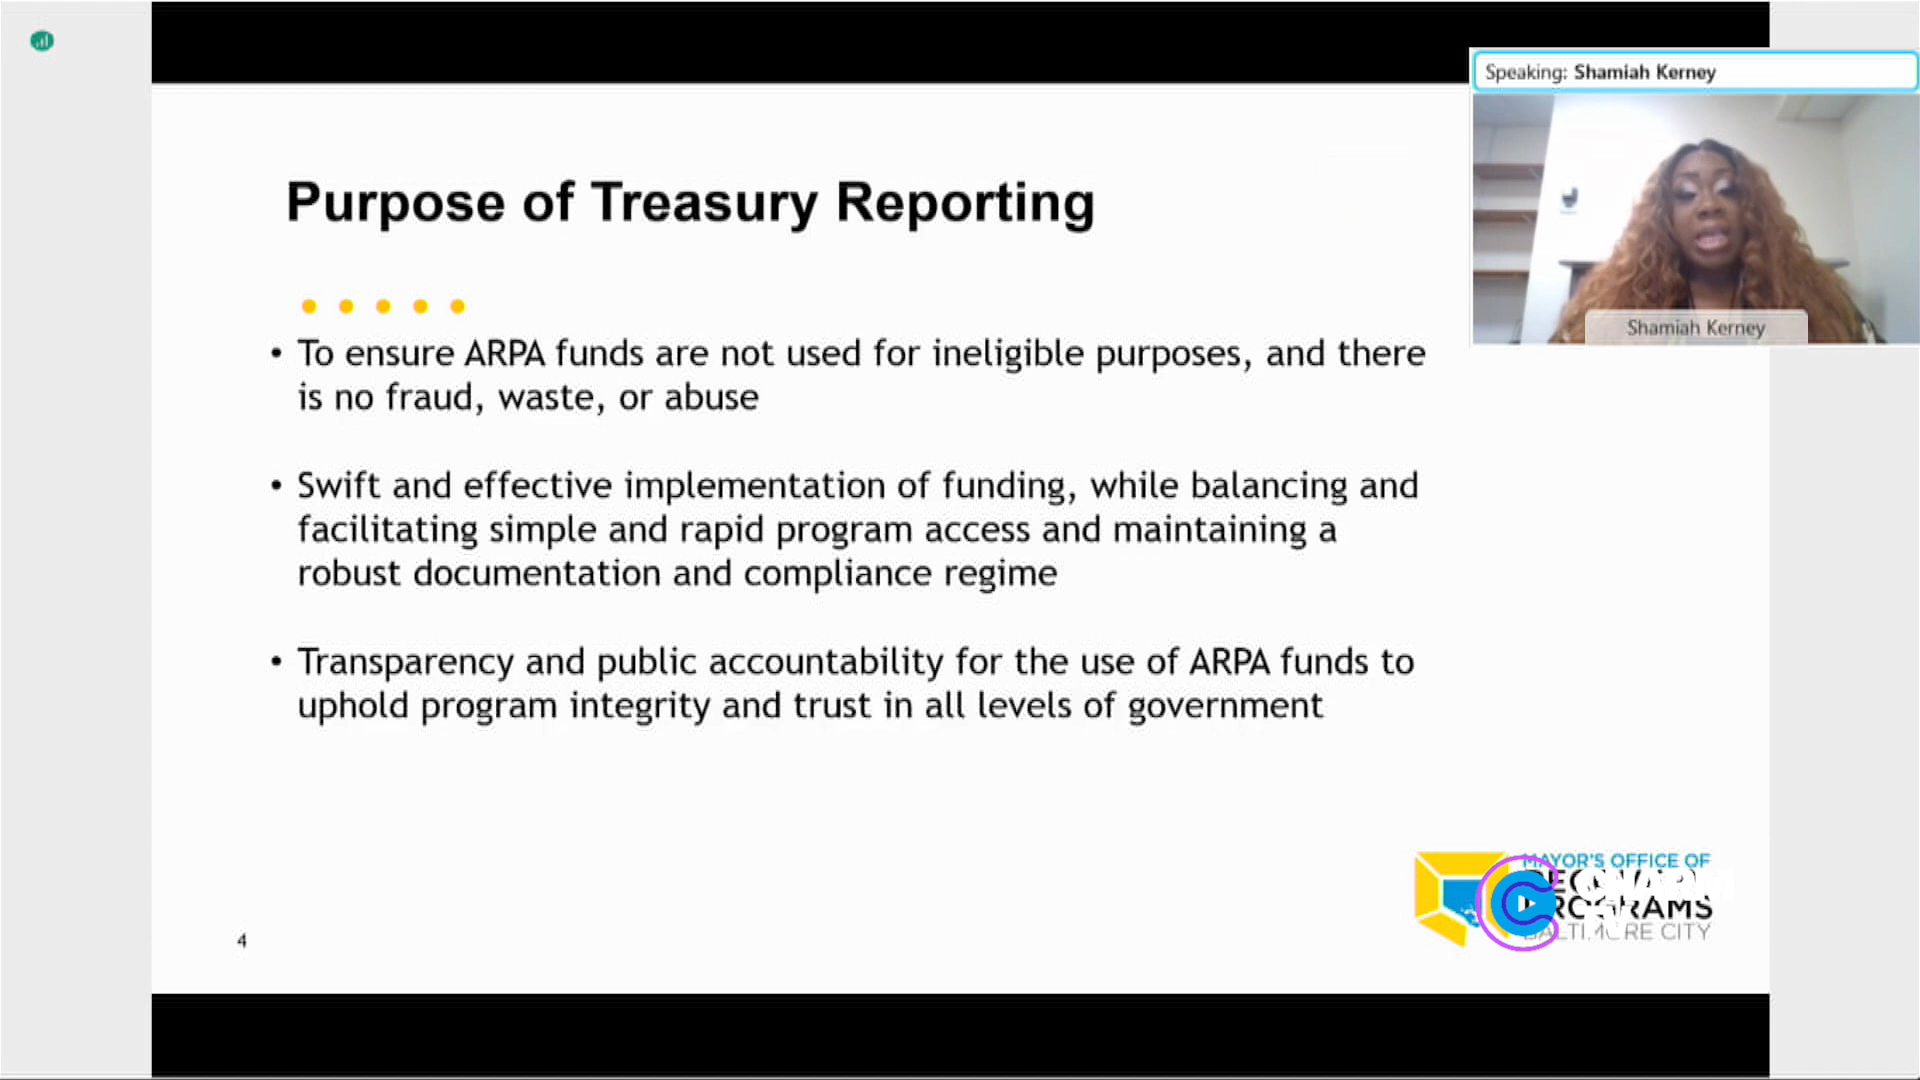 Speaking: Shamiah Kerney
Shamiah Kerney
Purpose of Treasury Reporting
• To ensure ARPA funds are not used for ineligible purposes, and there
is no fraud, waste, or abuse
• Swift and effective implementation of funding, while balancing and
facilitating simple and rapid program access and maintaining a
robust documentation and compliance regime
• Transparency and public accountability for the use of ARPA funds to
uphold program integrity and trust in all levels of government
MAYOR'S OFFICE OF
PROGRAMS
BALTIMORE CITY
4